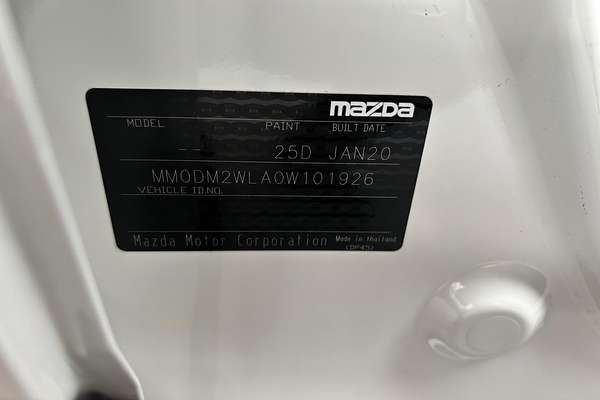 mazda
MODEL PAINT BUILT DATE
-- 25D JAN20
MM0DM2WLA0W101926
VEHICLE ID.NO.
Mazda Motor Corporation Made in thailand